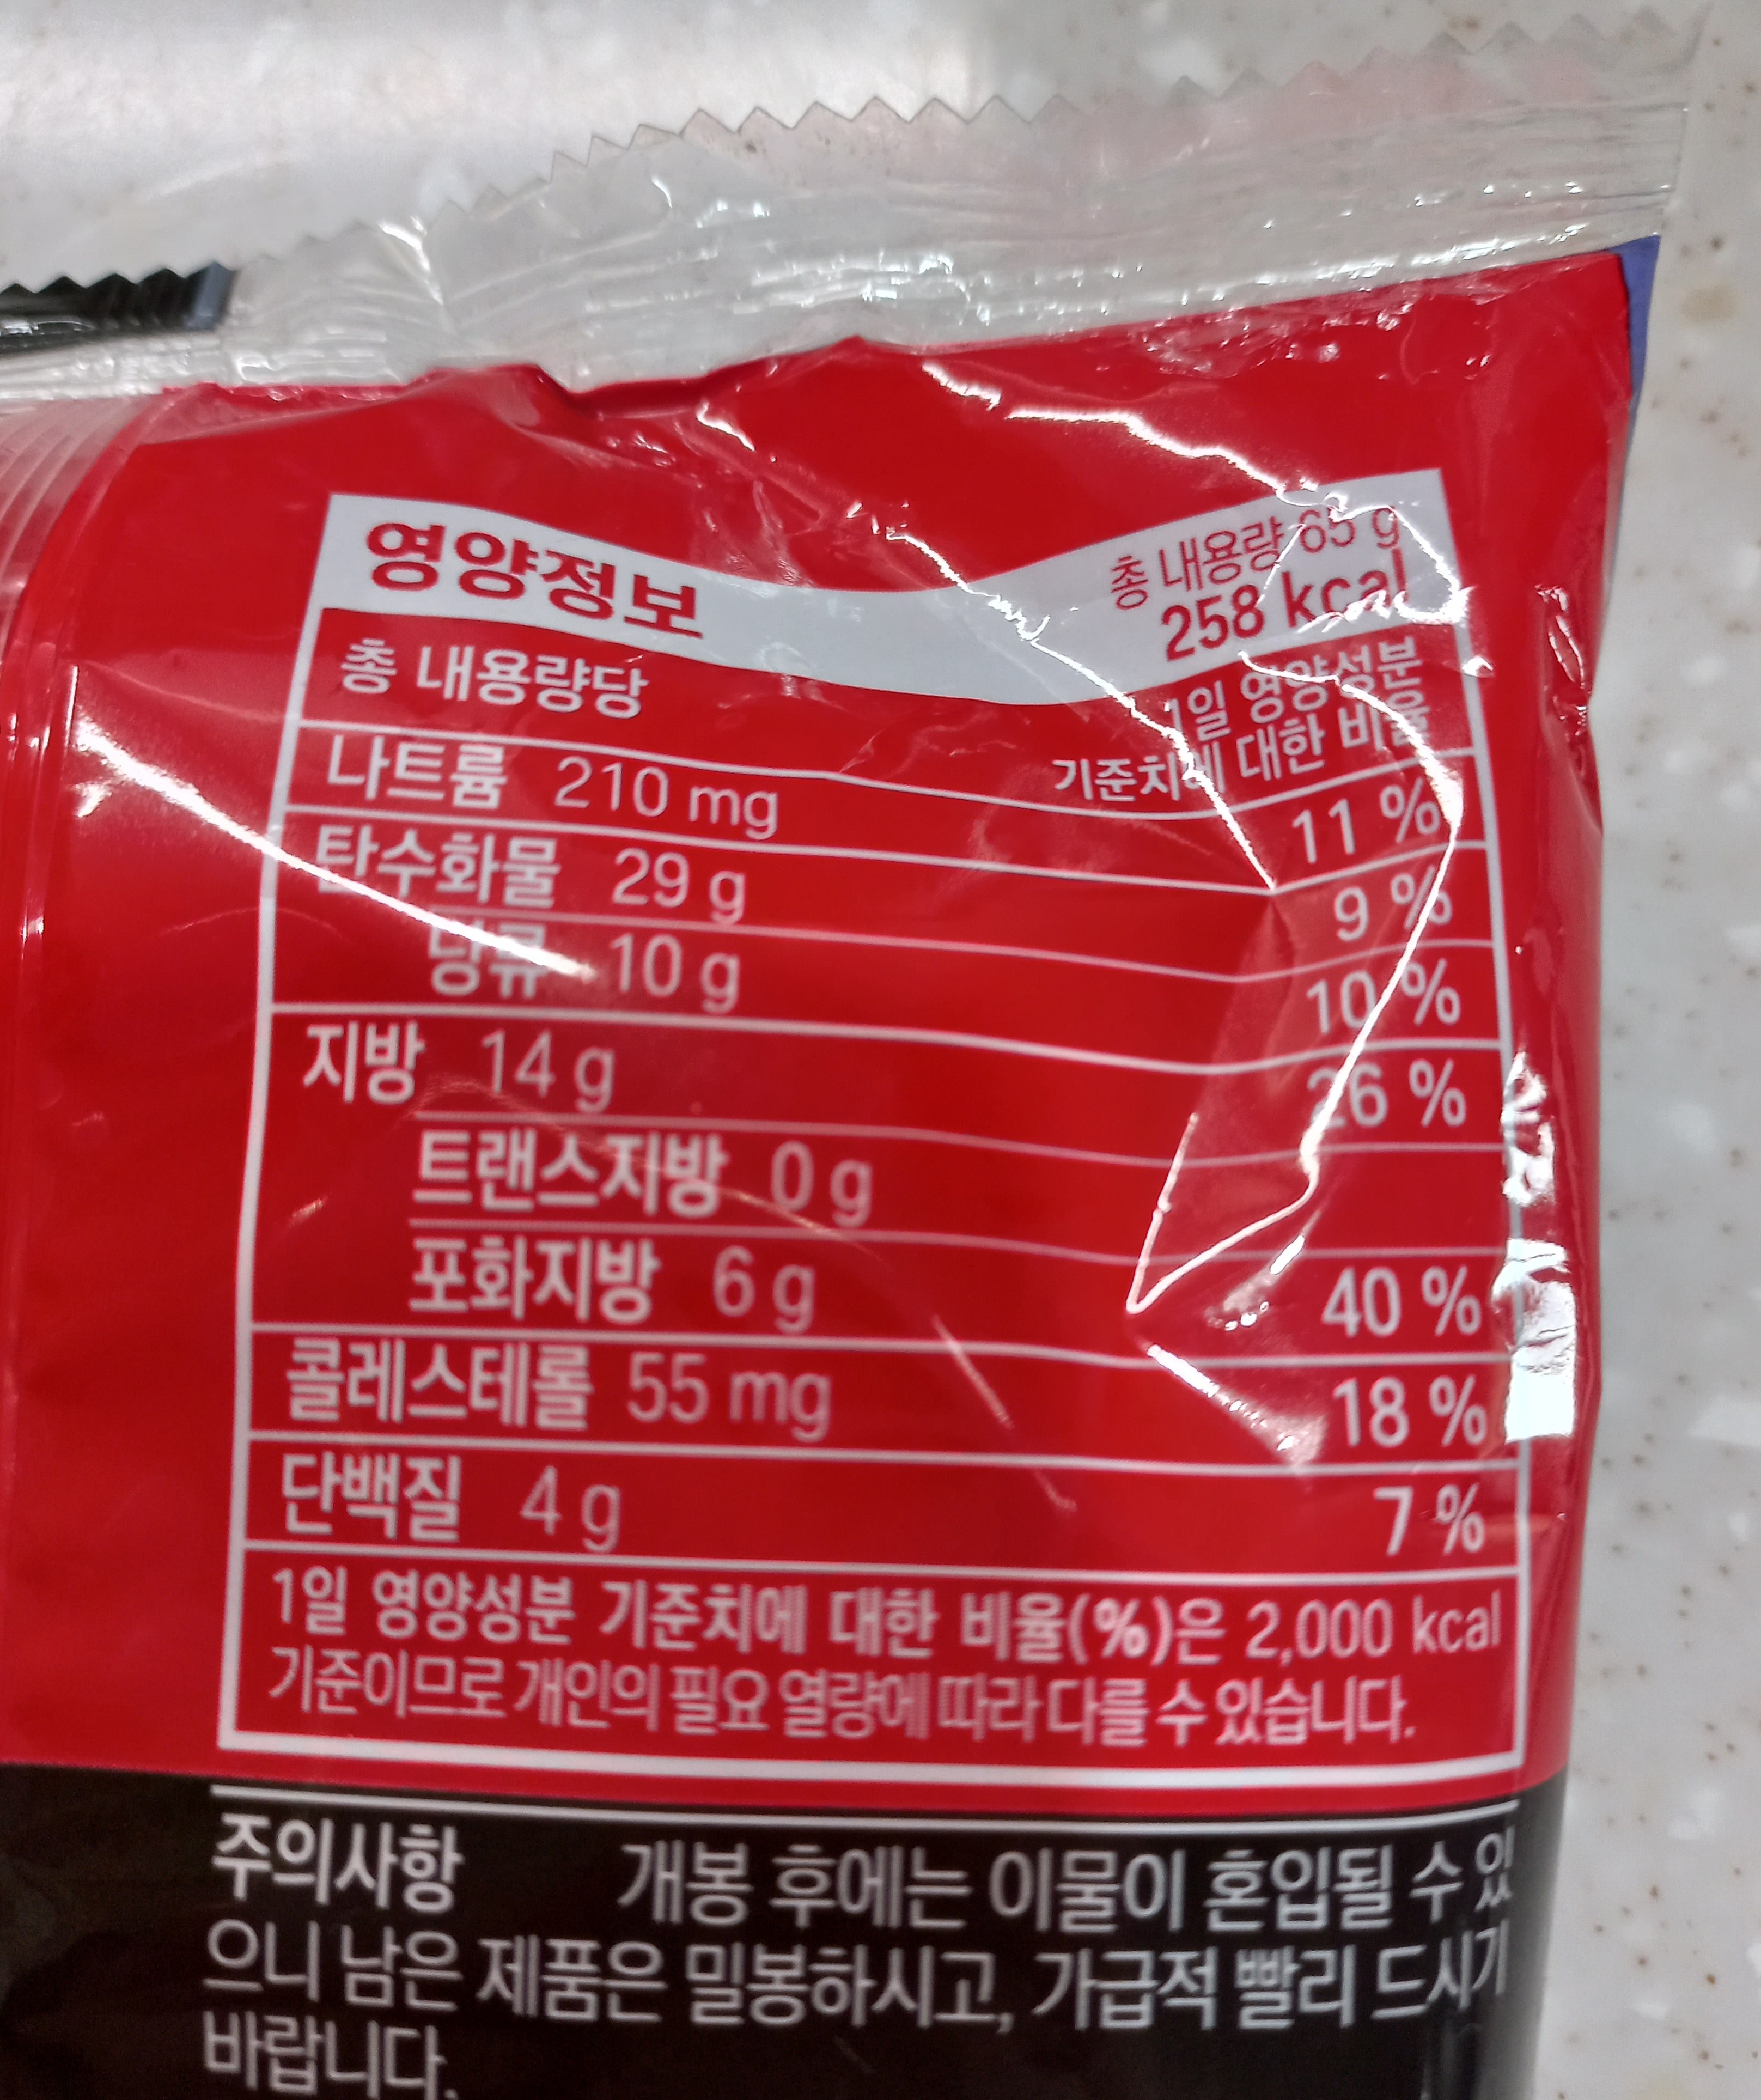 영양정보
총 내용량 65 g
258 kcal
총 내용량당
1일 영양성분
기준치에 대한 비율
나트륨 210 mg 11 %
탄수화물 29 g 9 %
당류 10 g 10 %
지방 14 g 26 %
트랜스지방 0 g
포화지방 6 g 40 %
콜레스테롤 55 mg 18 %
단백질 4 g 7 %
1일 영양성분 기준치에 대한 비율(%)은 2,000 kcal
기준이므로 개인의 필요 열량에 따라 다를 수 있습니다.
주의사항 개봉 후에는 이물이 혼입될 수 있
으니 남은 제품은 밀봉하시고, 가급적 빨리 드시기
바랍니다.